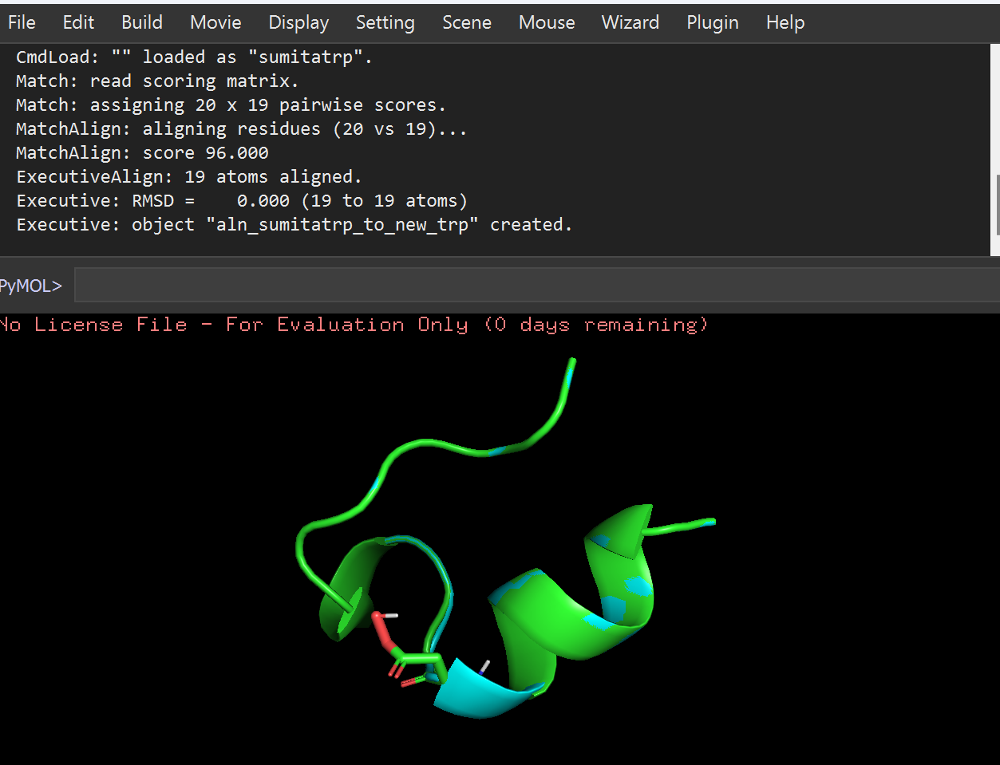 File Edit Build Movie Display Setting Scene Mouse Wizard Plugin Help
CmdLoad: "" loaded as "sumitatrp".
Match: read scoring matrix.
Match: assigning 20 x 19 pairwise scores.
MatchAlign: aligning residues (20 vs 19)...
MatchAlign: score 96.000
ExecutiveAlign: 19 atoms aligned.
Executive: RMSD =    0.000 (19 to 19 atoms)
Executive: object "aln_sumitatrp_to_new_trp" created.
PyMOL>
No License File - For Evaluation Only (0 days remaining)